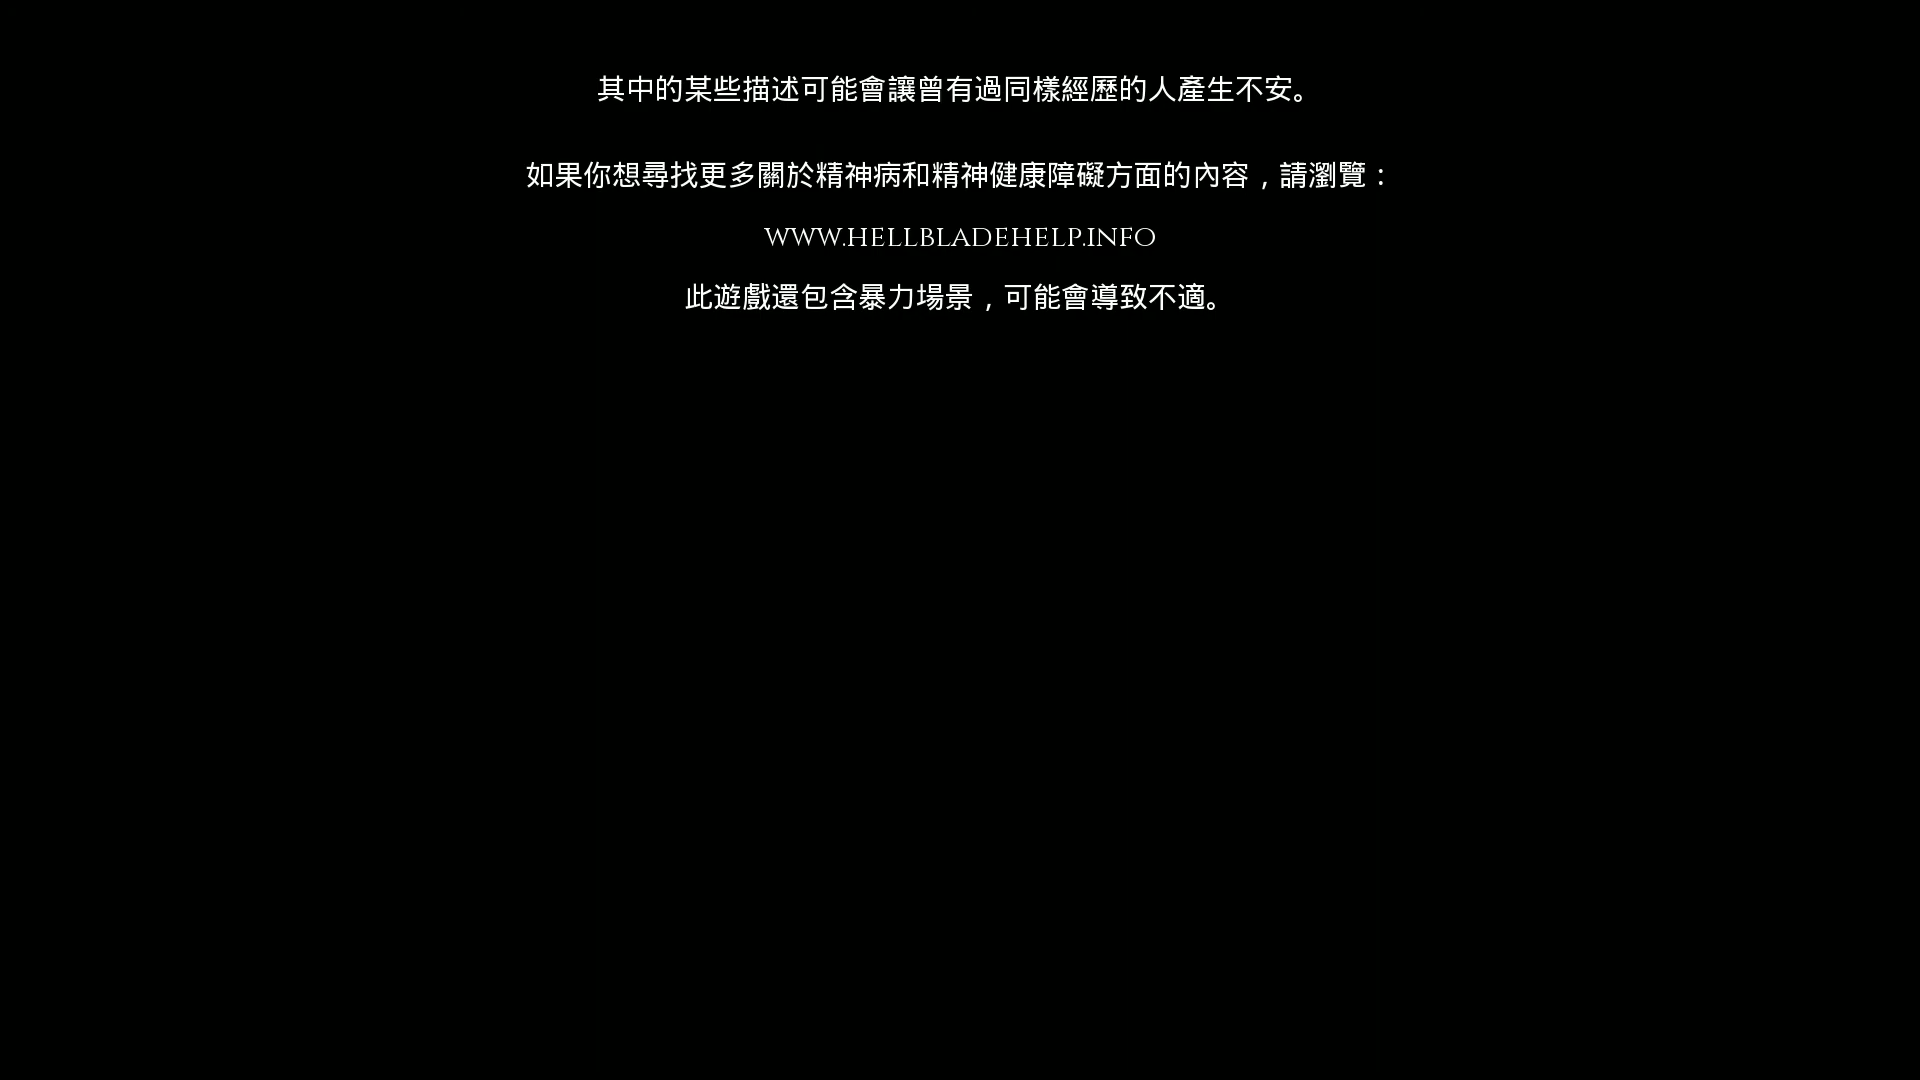 其中的某些描述可能會讓曾有過同樣經歷的人產生不安。
如果你想尋找更多關於精神病和精神健康障礙方面的內容，請瀏覽：
WWW.HELLBLADEHELP.INFO
此遊戲還包含暴力場景，可能會導致不適。